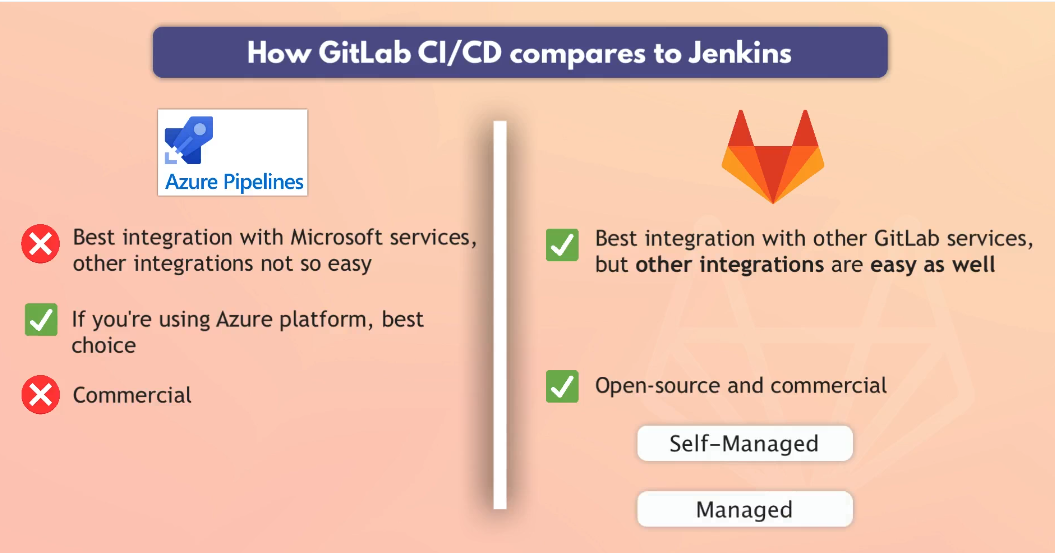 How GitLab CI/CD compares to Jenkins
Azure Pipelines
Best integration with Microsoft services,
other integrations not so easy
If you're using Azure platform, best
choice
Commercial
Best integration with other GitLab services,
but other integrations are easy as well
Open-source and commercial
Self-Managed
Managed